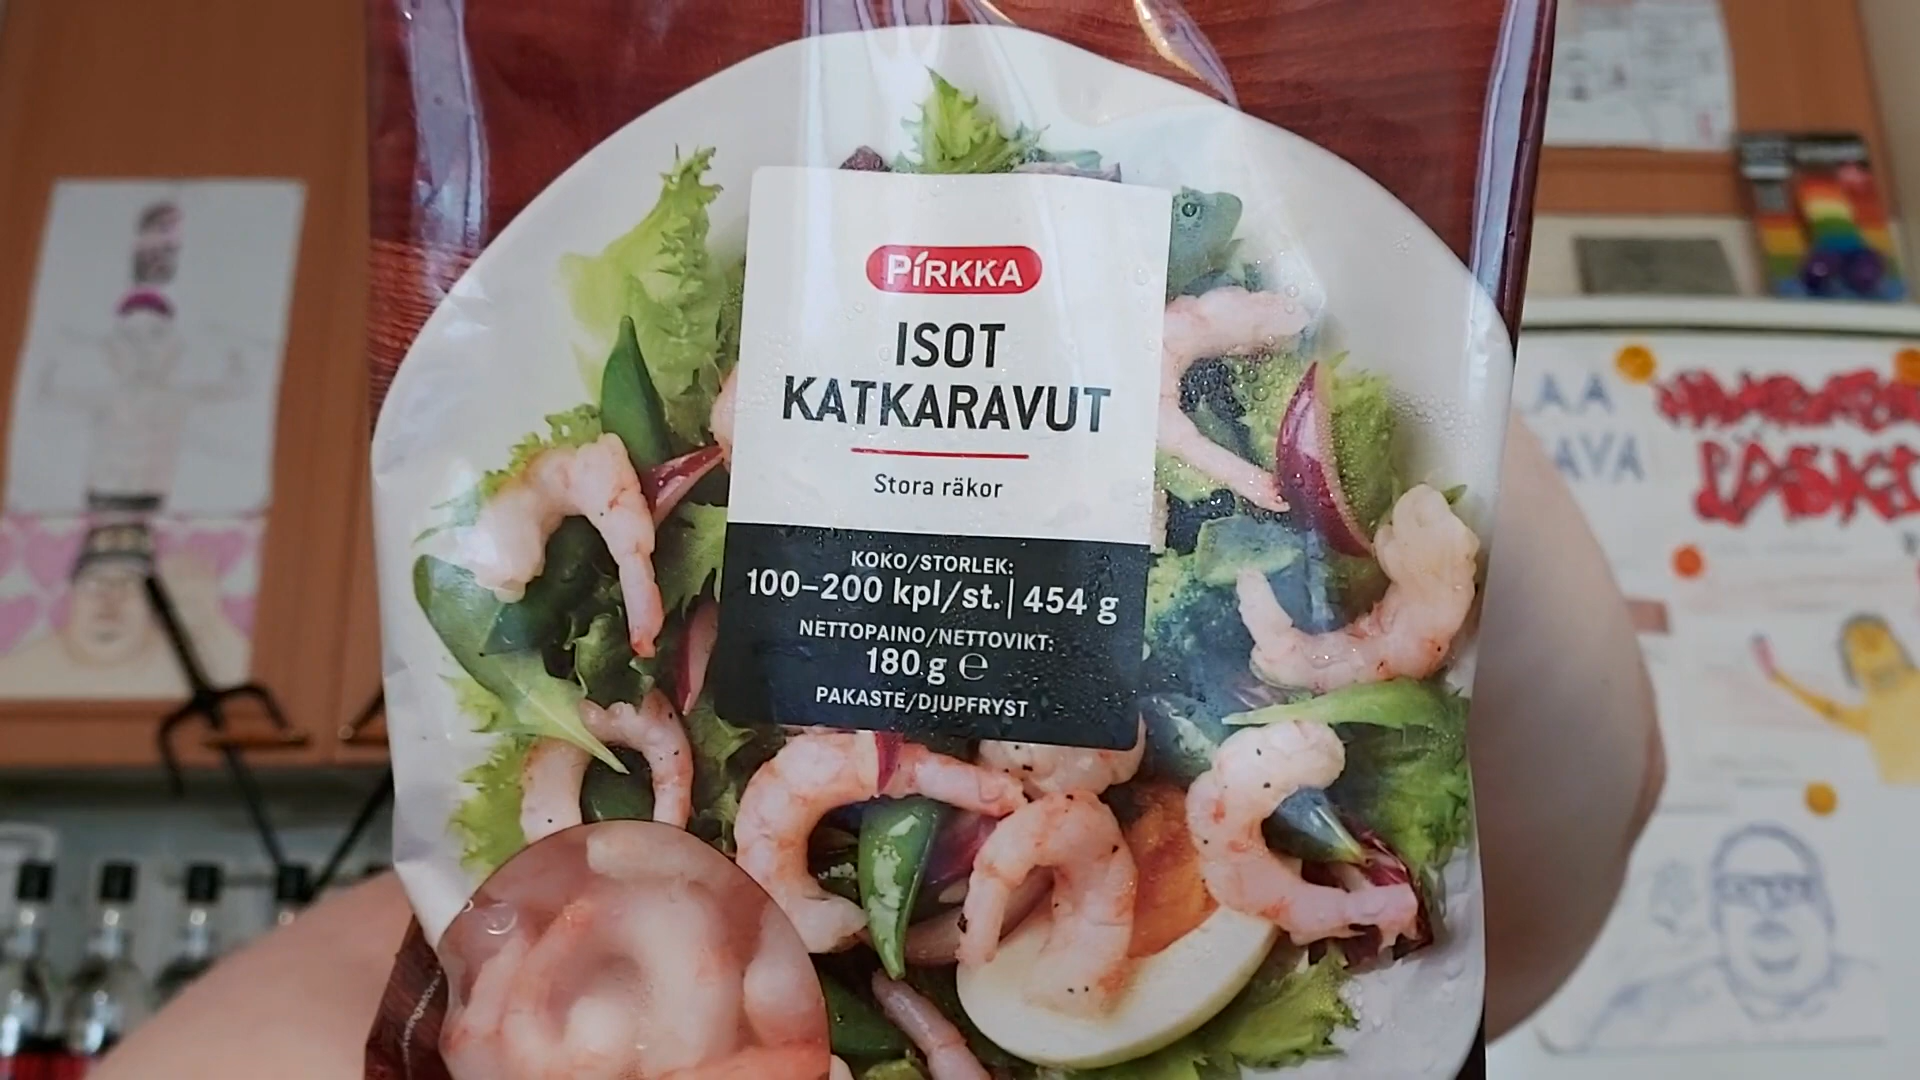 PIRKKA
ISOT
KATKARAVUT
Stora räkor
KOKO/STORLEK:
100–200 kpl/st. | 454 g
NETTOPAINO/NETTOVIKT:
180 g ℮
PAKASTE/DJUPFRYST